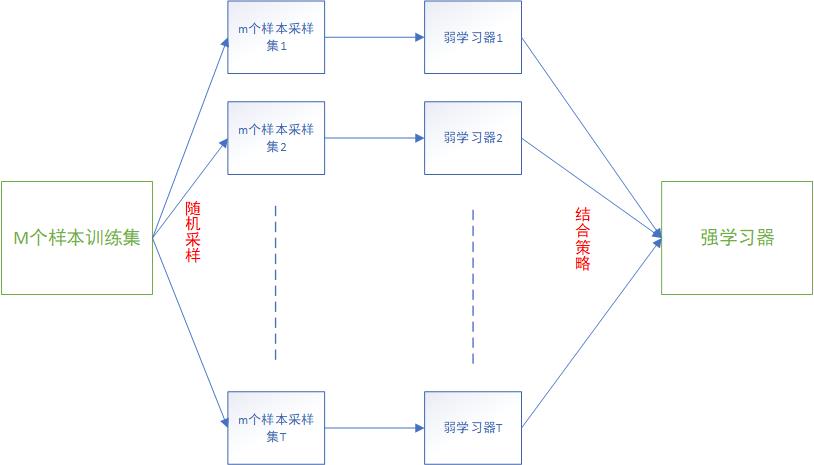 m个样本采样
集1
弱学习器1
m个样本采样
集2
弱学习器2
M个样本训练集
随机采样
结合策略
强学习器
m个样本采样
集T
弱学习器T